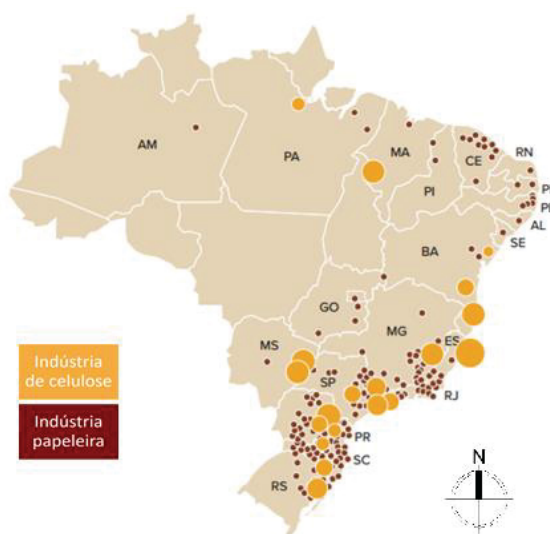 AM
PA
MA
CE
RN
PI
AL
SE
BA
GO
MG
MS
ES
SP
RJ
PR
SC
RS
Indústria
de celulose
Indústria
papeleira
N